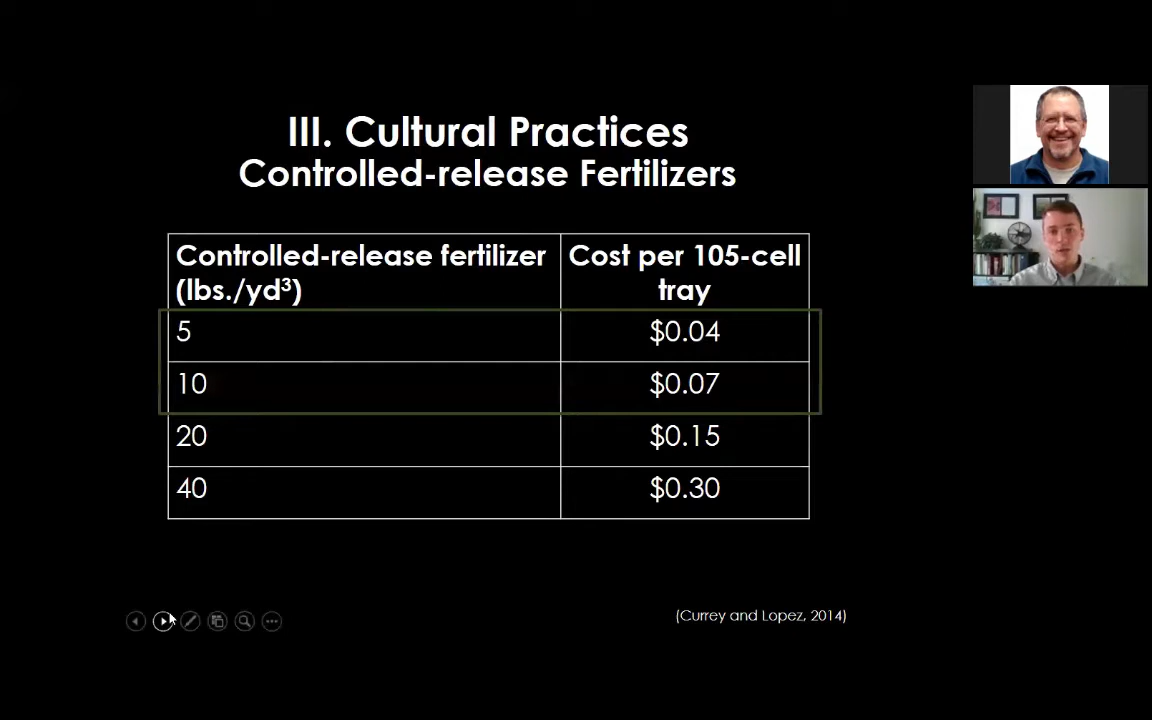 III. Cultural Practices
Controlled-release Fertilizers
Controlled-release fertilizer (lbs./yd³)
Cost per 105-cell tray
5
$0.04
10
$0.07
20
$0.15
40
$0.30
(Currey and Lopez, 2014)